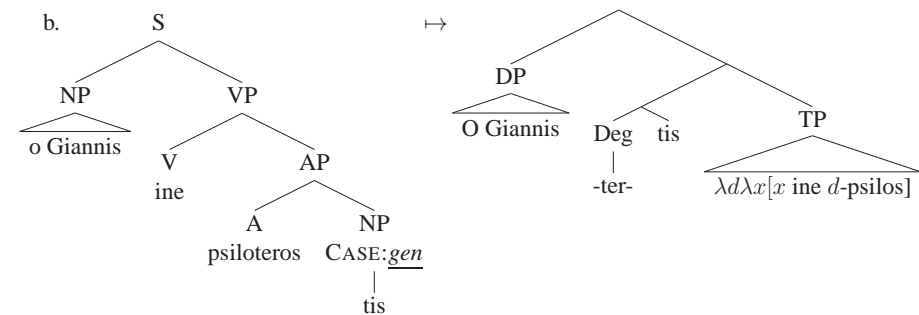 b. S ↦
DP
NP VP
O Giannis Deg tis TP
o Giannis V AP
ine -ter- λdλx[x ine d-psilos]
A NP
psiloteros CASE:gen
tis